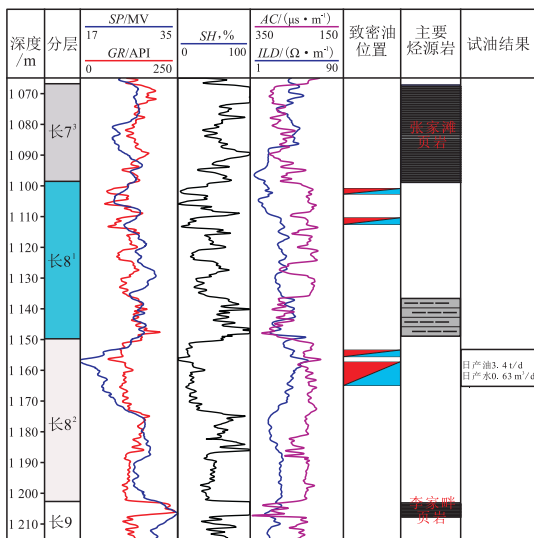 深度
/m
分层
SP/MV
17 35
GR/API
0 250
SH,%
0 100
AC/(μs·m⁻¹)
350 150
ILD/(Ω·m⁻¹)
1 90
致密油
位置
主要
烃源岩
试油结果
1 070
1 080
1 090
1 100
1 110
1 120
1 130
1 140
1 150
1 160
1 170
1 180
1 190
1 200
1 210
长7³
长8¹
长8²
长9
张家滩
页岩
李家畔
页岩
日产油3.4 t/d
日产水0.63 m³/d